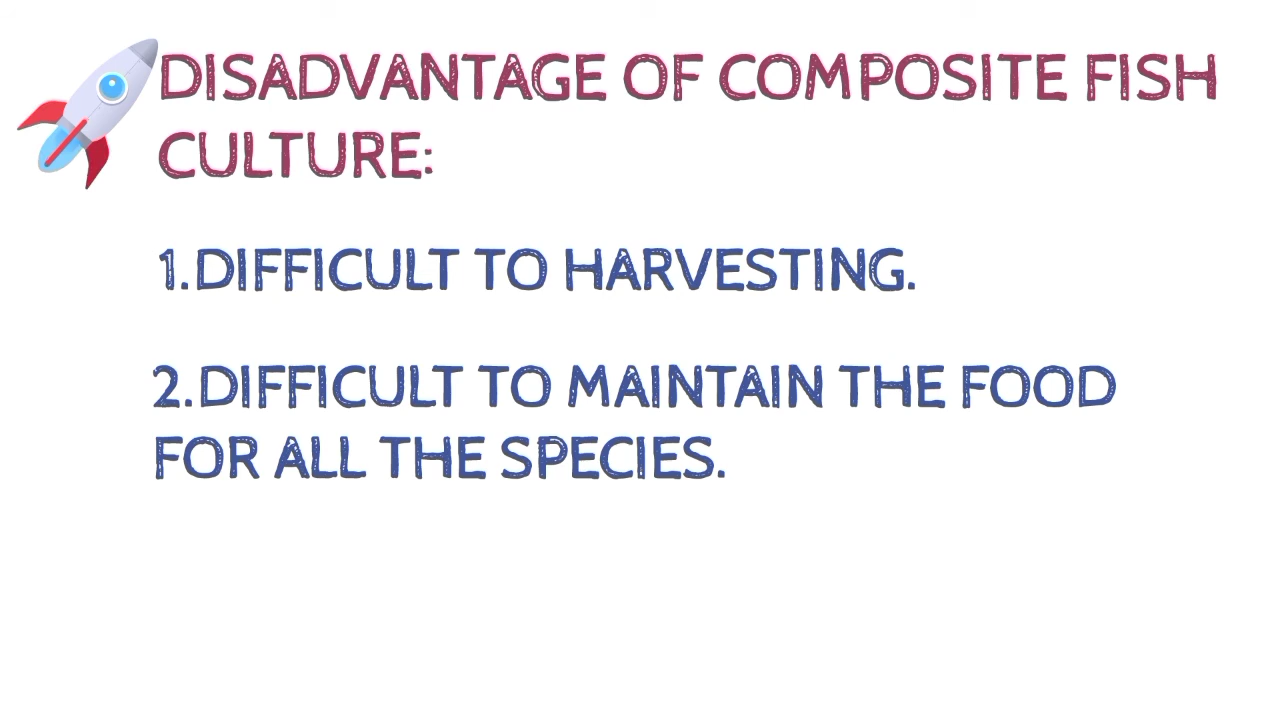 DISADVANTAGE OF COMPOSITE FISH
CULTURE:
1.DIFFICULT TO HARVESTING.
2.DIFFICULT TO MAINTAIN THE FOOD
FOR ALL THE SPECIES.